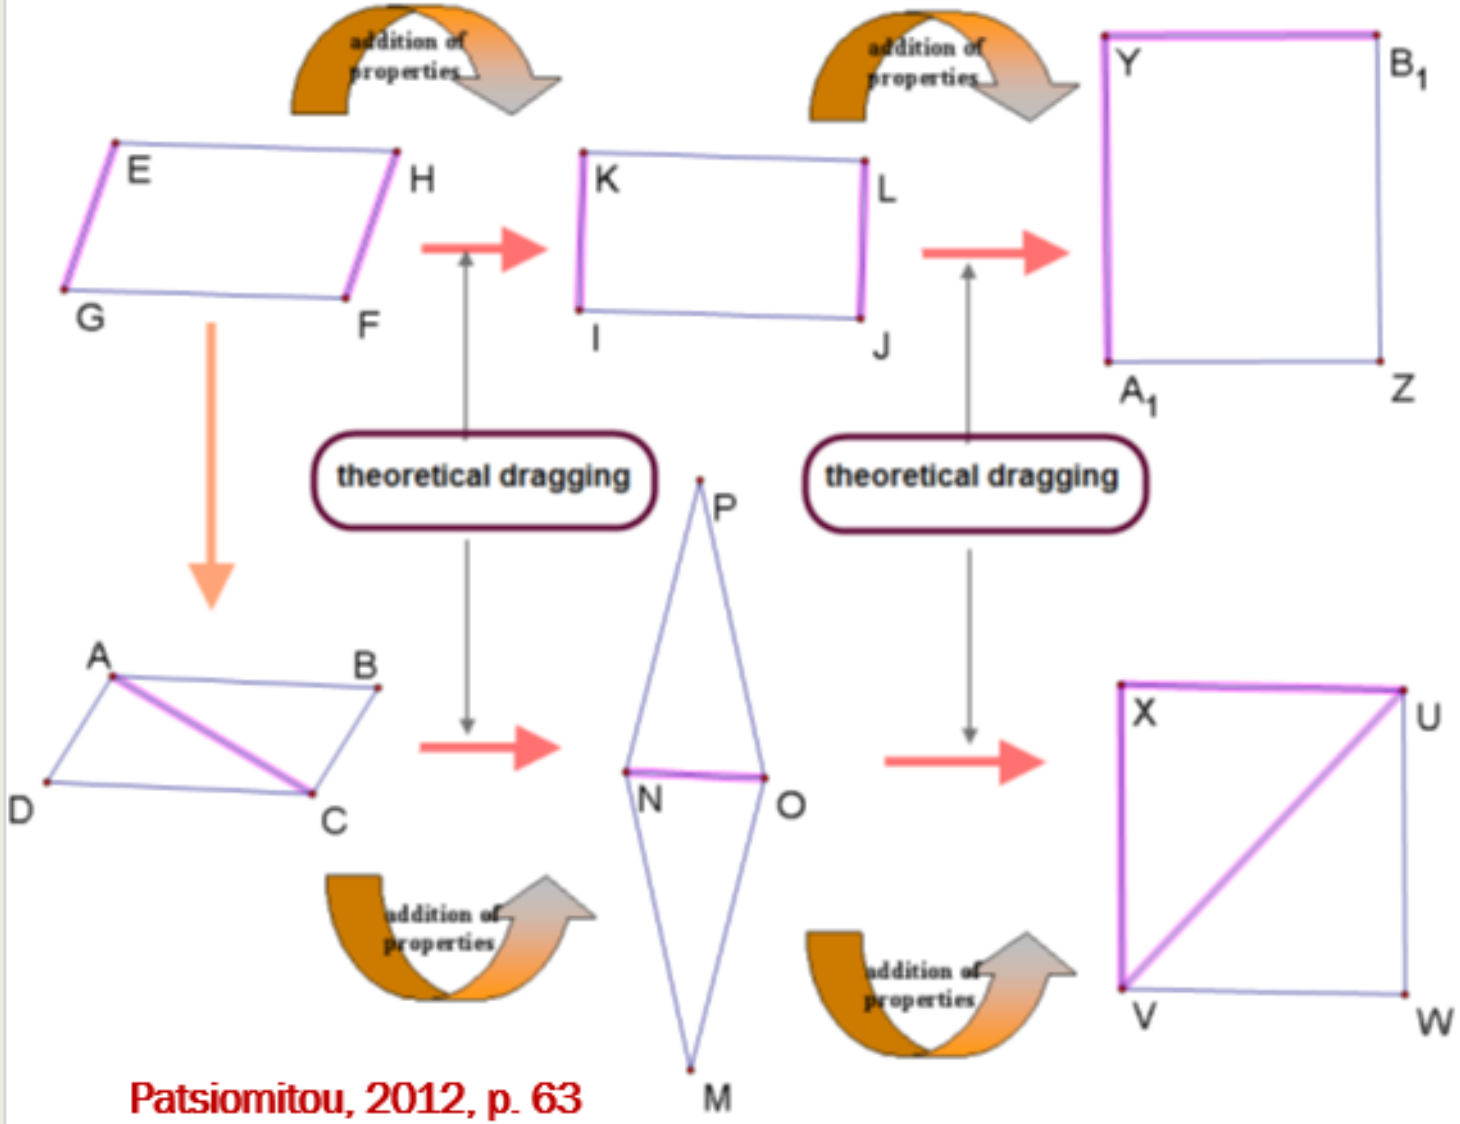 addition of
properties
addition of
properties
Y
B₁
E
H
K
L
G
F
I
J
A₁
Z
theoretical dragging
theoretical dragging
P
A
B
X
U
D
C
N
O
addition of
properties
addition of
properties
V
W
M
Patsiomitou, 2012, p. 63